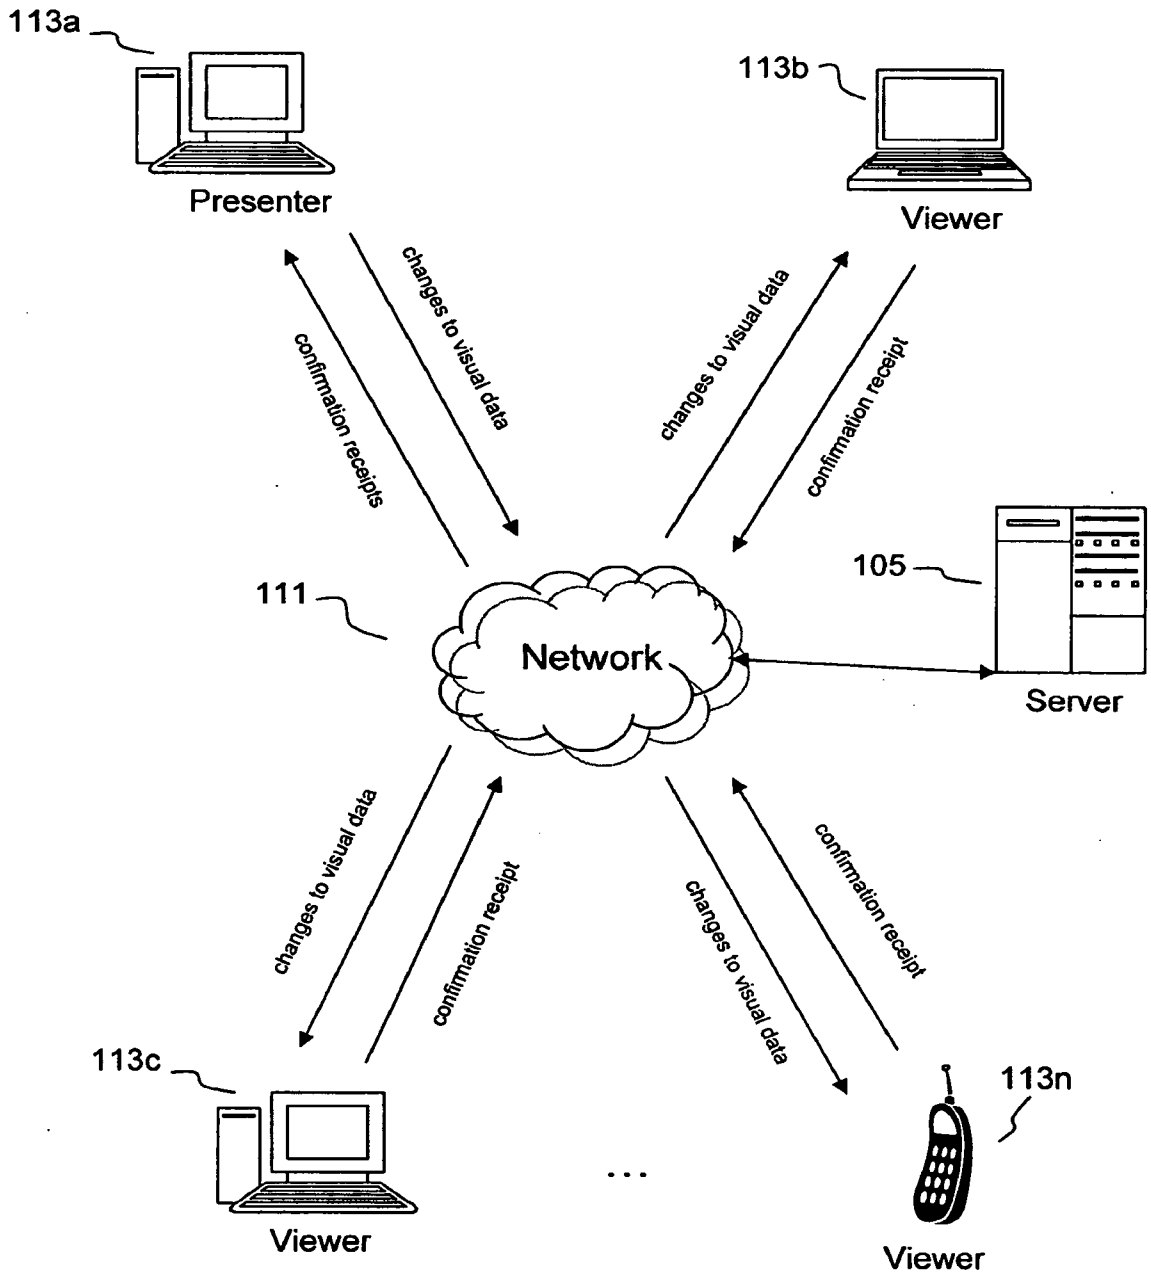 113a
113b
Presenter
Viewer
changes to visual data
confirmation receipts
changes to visual data
confirmation receipt
105
111
Network
Server
changes to visual data
confirmation receipt
changes to visual data
confirmation receipt
113c
113n
...
Viewer
Viewer